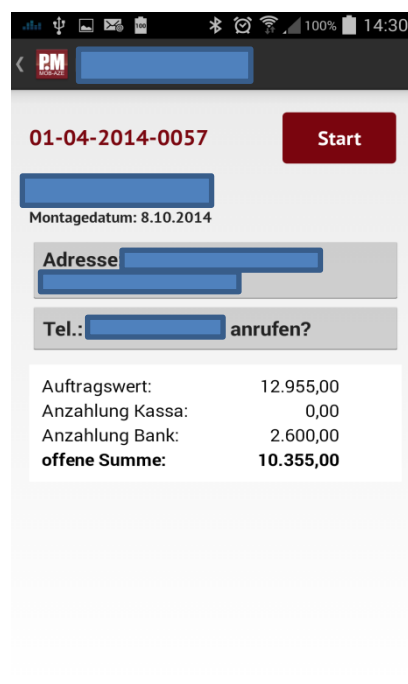 100 100% 14:30
P.M
MOB-AZE
01-04-2014-0057 Start
Montagedatum: 8.10.2014
Adresse
Tel.: anrufen?
Auftragswert: 12.955,00
Anzahlung Kassa: 0,00
Anzahlung Bank: 2.600,00
offene Summe: 10.355,00